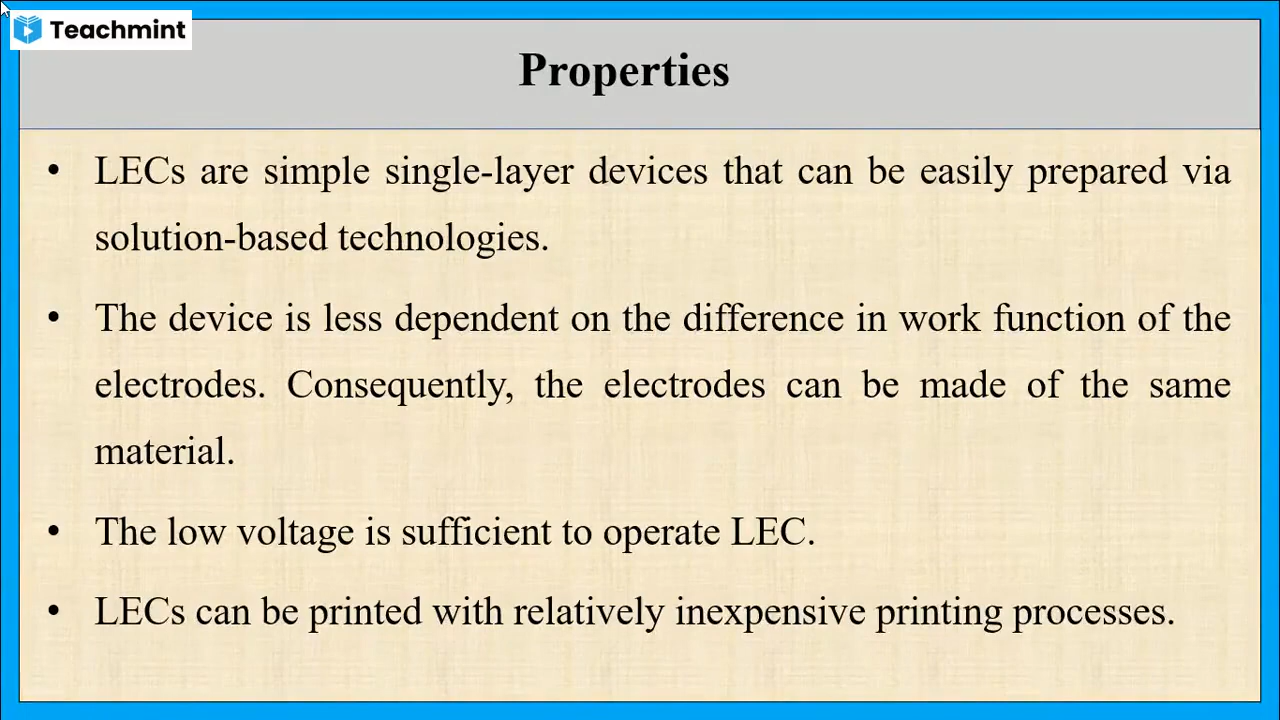 Teachmint
Properties
• LECs are simple single-layer devices that can be easily prepared via
solution-based technologies.
• The device is less dependent on the difference in work function of the
electrodes. Consequently, the electrodes can be made of the same
material.
• The low voltage is sufficient to operate LEC.
• LECs can be printed with relatively inexpensive printing processes.